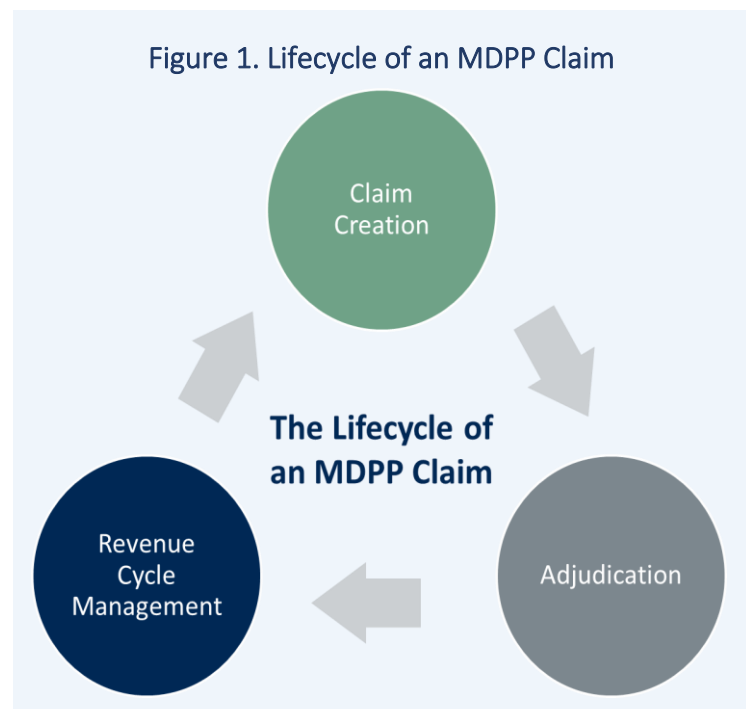 Figure 1. Lifecycle of an MDPP Claim
Claim
Creation
The Lifecycle of
an MDPP Claim
Revenue
Cycle
Management
Adjudication